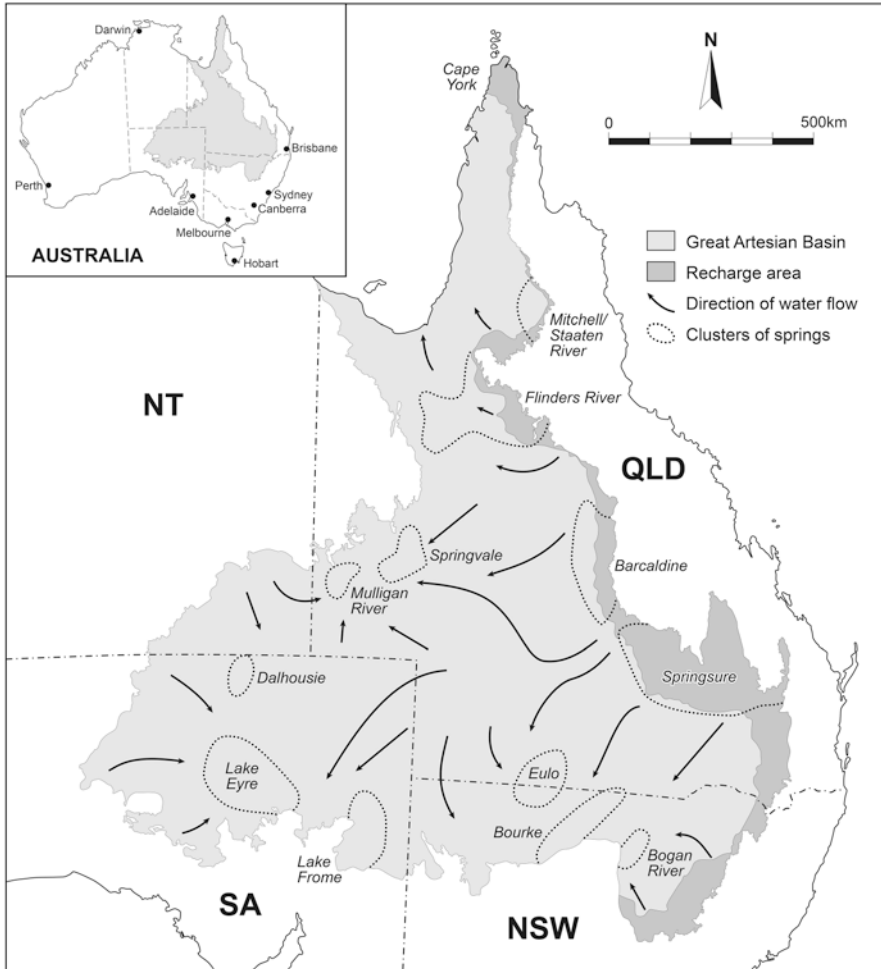 Darwin
Brisbane
Perth
Sydney
Adelaide
Canberra
Melbourne
AUSTRALIA
Hobart
Cape
York
N
0
500km
Great Artesian Basin
Recharge area
Direction of water flow
Clusters of springs
Mitchell/
Staaten
River
NT
Flinders River
QLD
Springvale
Barcaldine
Mulligan
River
Dalhousie
Springsure
Lake
Eyre
Eulo
Bourke
Lake
Frome
Bogan
River
SA
NSW